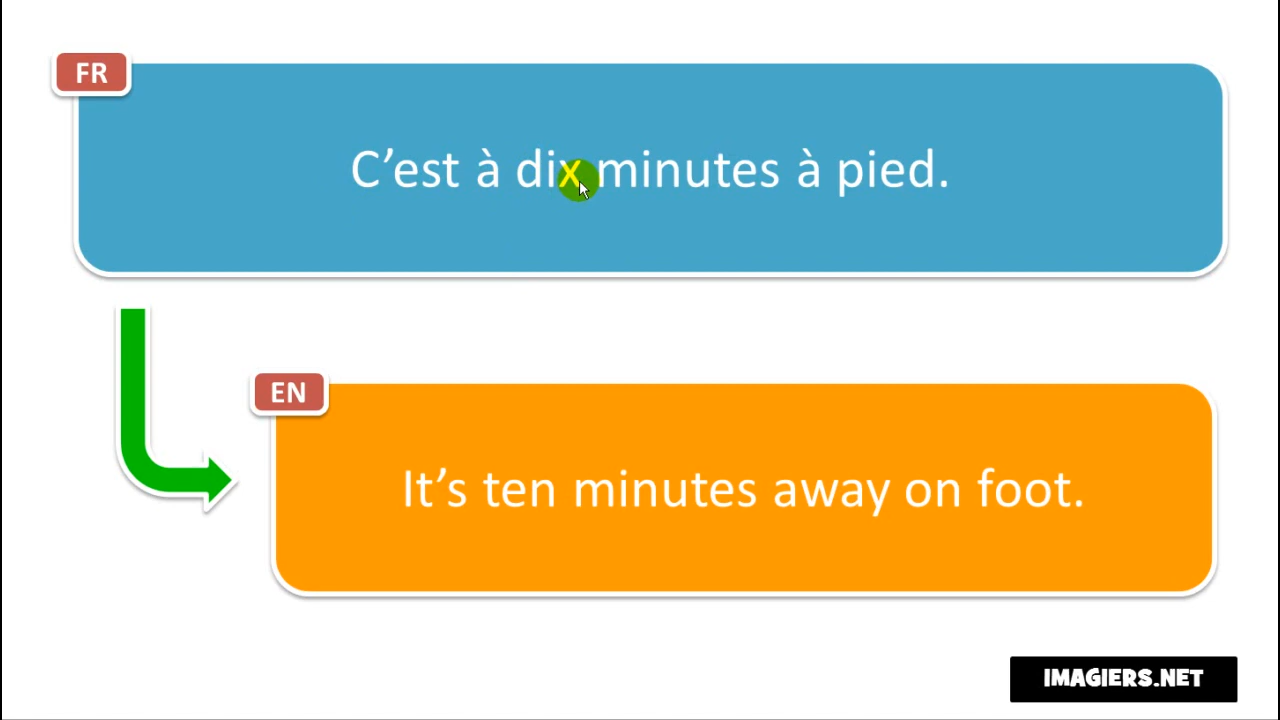 FR
C’est à dix minutes à pied.
EN
It’s ten minutes away on foot.
IMAGIERS.NET